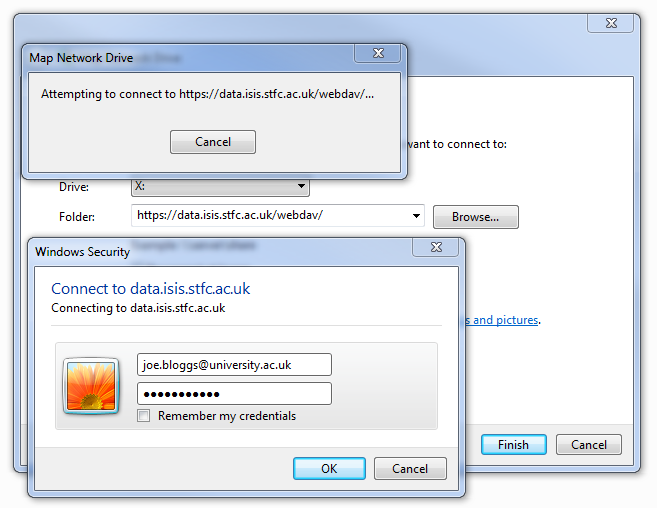 Map Network Drive
Attempting to connect to https://data.isis.stfc.ac.uk/webdav/...
Cancel
want to connect to:
Drive: X:
Folder: https://data.isis.stfc.ac.uk/webdav/ Browse...
Windows Security
Connect to data.isis.stfc.ac.uk
Connecting to data.isis.stfc.ac.uk
s and pictures.
joe.bloggs@university.ac.uk
●●●●●●●●●●●
Remember my credentials
Finish Cancel
OK Cancel